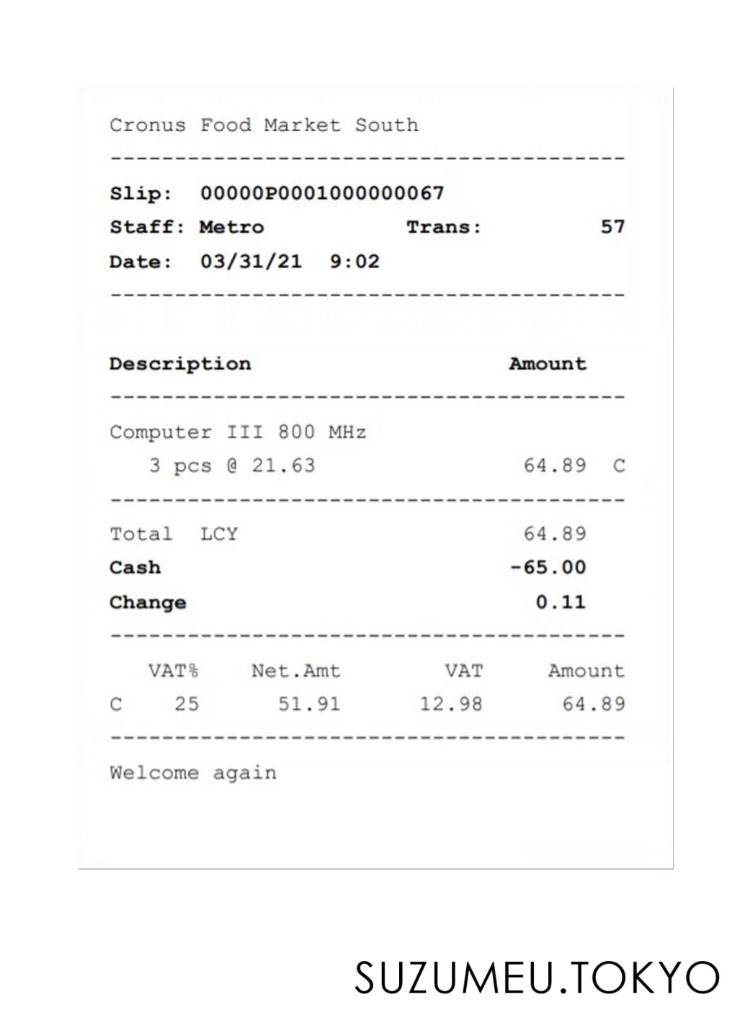 Cronus Food Market South
----------------------------------------
Slip: 00000P0001000000067
Staff: Metro Trans: 57
Date: 03/31/21 9:02
----------------------------------------
Description Amount
----------------------------------------
Computer III 800 MHz
3 pcs @ 21.63 64.89 C
----------------------------------------
Total LCY 64.89
Cash -65.00
Change 0.11
----------------------------------------
VAT% Net.Amt VAT Amount
C 25 51.91 12.98 64.89
----------------------------------------
Welcome again
SUZUMEU.TOKYO